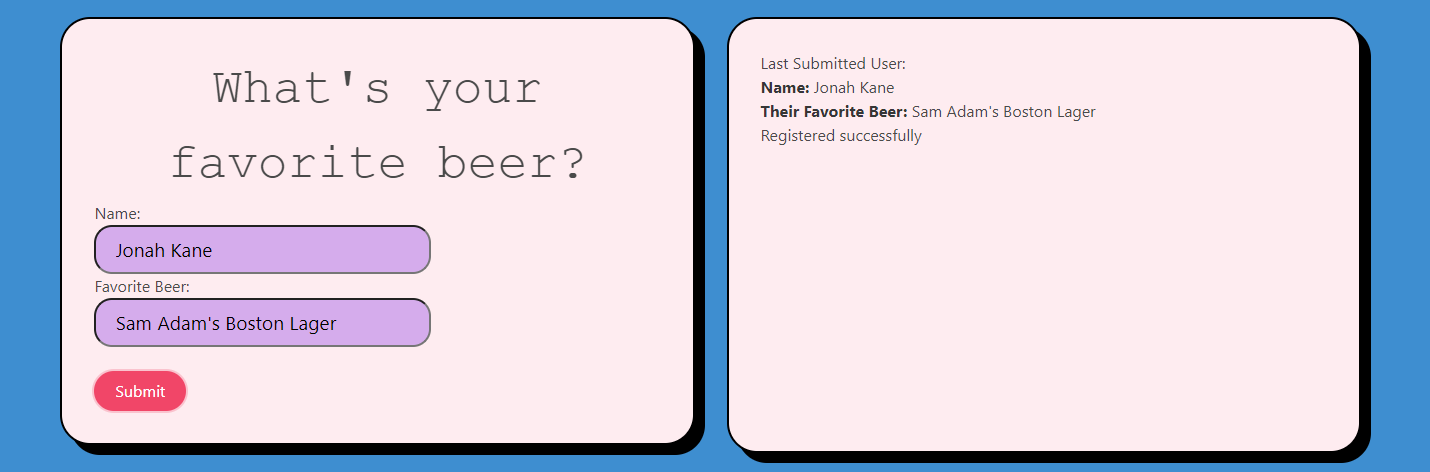 What's your
favorite beer?
Name:
Jonah Kane
Favorite Beer:
Sam Adam's Boston Lager
Submit
Last Submitted User:
Name: Jonah Kane
Their Favorite Beer: Sam Adam's Boston Lager
Registered successfully